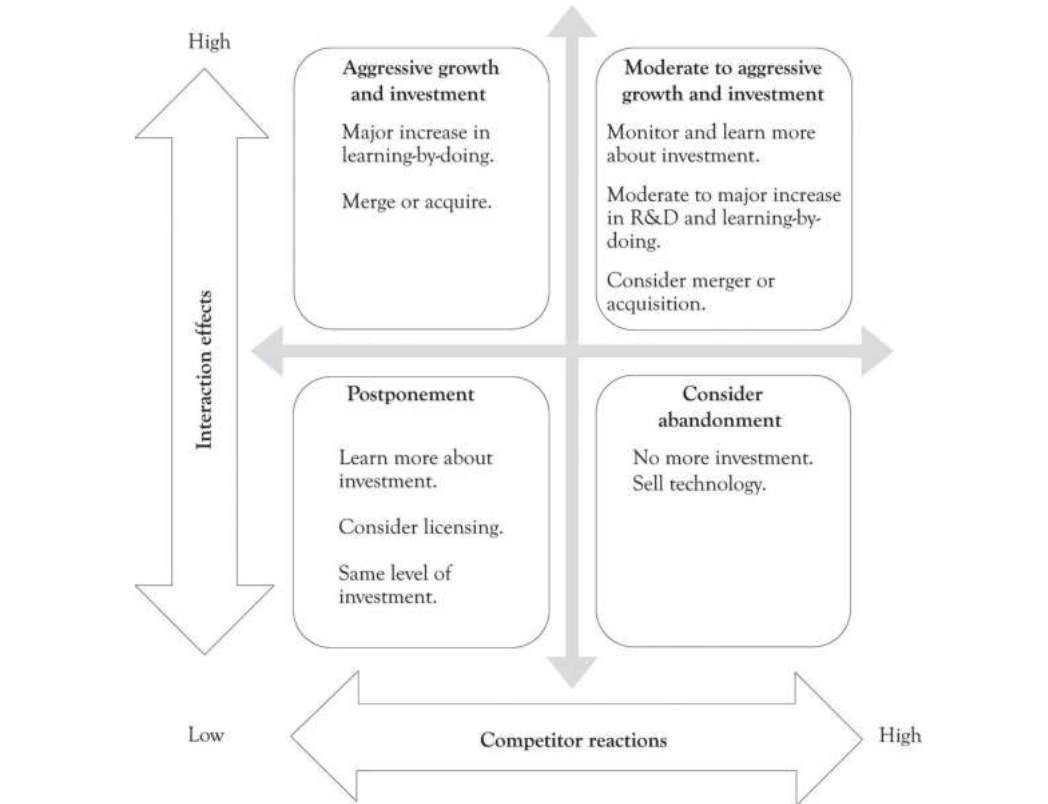 High
Aggressive growth
and investment
Major increase in
learning-by-doing.
Merge or acquire.
Moderate to aggressive
growth and investment
Monitor and learn more
about investment.
Moderate to major increase
in R&D and learning-by-
doing.
Consider merger or
acquisition.
Interaction effects
Postponement
Learn more about
investment.
Consider licensing.
Same level of
investment.
Consider
abandonment
No more investment.
Sell technology.
Low
Competitor reactions
High